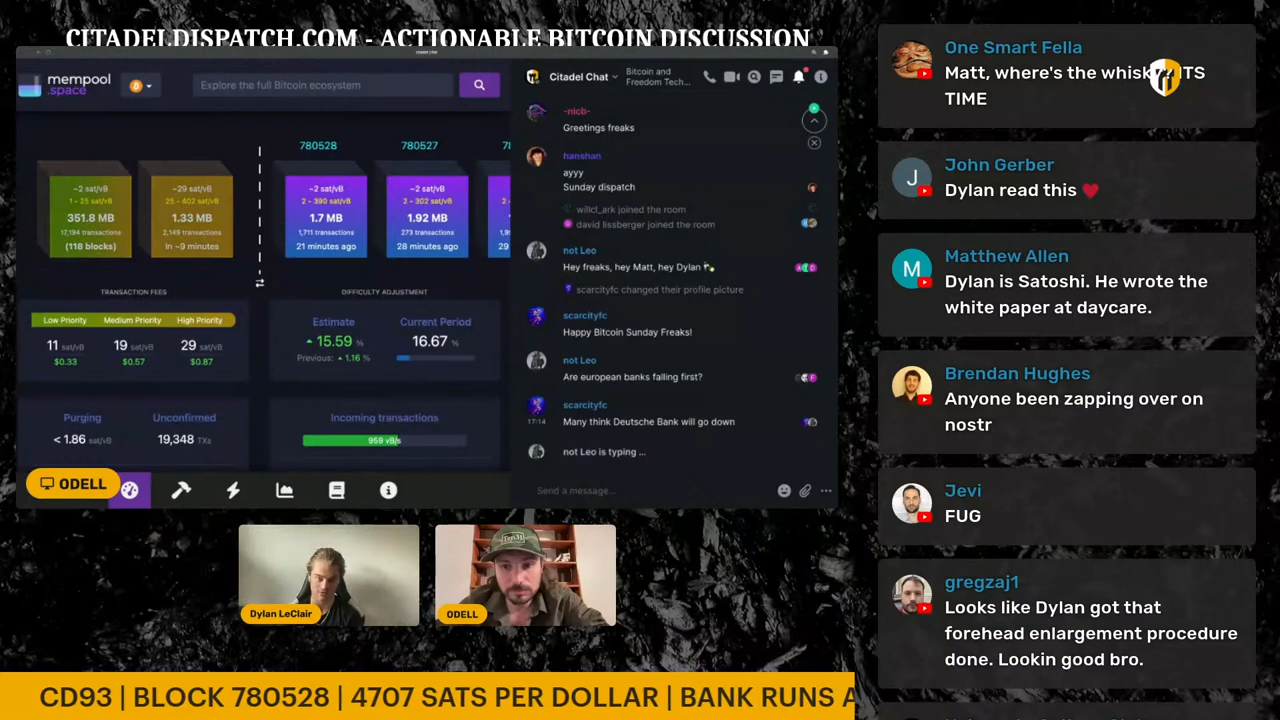 CITADELDISPATCH.COM - ACTIONABLE BITCOIN DISCUSSION
mempool
.space
Explore the full Bitcoin ecosystem
780528
780527
~2 sat/vB
1 - 25 sat/vB
351.8 MB
(118 blocks)
~29 sat/vB
25 - 402 sat/vB
1.33 MB
2,149 transactions
In ~9 minutes
~2 sat/vB
2 - 390 sat/vB
1.7 MB
1,711 transactions
21 minutes ago
~2 sat/vB
2 - 302 sat/vB
1.92 MB
273 transactions
28 minutes ago
TRANSACTION FEES
Low Priority
Medium Priority
High Priority
11 sat/vB
19 sat/vB
29 sat/vB
$0.33
$0.57
$0.87
DIFFICULTY ADJUSTMENT
Estimate
15.59 %
Previous: 1.16 %
Current Period
16.67 %
Purging
< 1.86 sat/vB
Unconfirmed
19,348 TXs
Incoming transactions
959 vB/s
ODELL
Citadel Chat
Bitcoin and
Freedom Tech...
-nicb-
Greetings freaks
hanshan
ayyy
Sunday dispatch
willcl_ark joined the room
david lissberger joined the room
not Leo
Hey freaks, hey Matt, hey Dylan
scarcityfc changed their profile picture
scarcityfc
Happy Bitcoin Sunday Freaks!
not Leo
Are european banks falling first?
scarcityfc
17:14
Many think Deutsche Bank will go down
not Leo is typing ...
Send a message...
Dylan LeClair
Ten31
ODELL
CD93 | BLOCK 780528 | 4707 SATS PER DOLLAR | BANK RUNS A
One Smart Fella
Matt, where's the whisky ITS
TIME
J
John Gerber
Dylan read this ❤️
M
Matthew Allen
Dylan is Satoshi. He wrote the
white paper at daycare.
Brendan Hughes
Anyone been zapping over on
nostr
Jevi
FUG
gregzaj1
Looks like Dylan got that
forehead enlargement procedure
done. Lookin good bro.